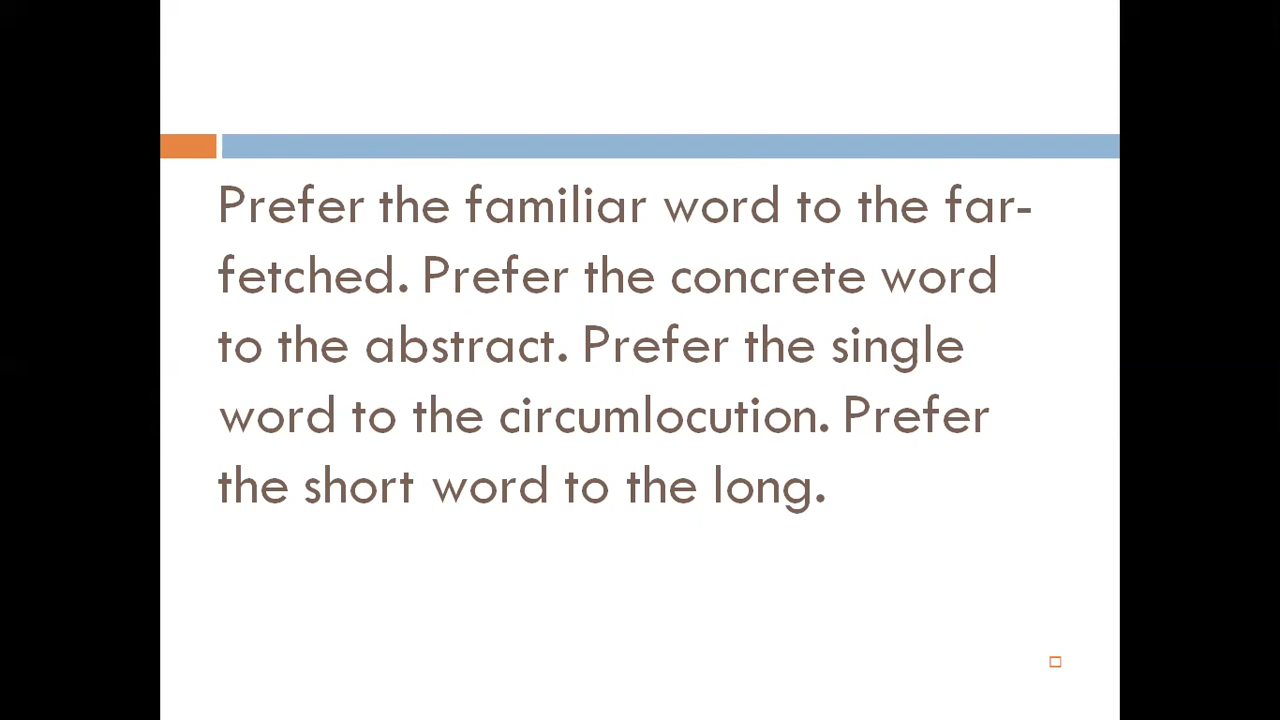 Prefer the familiar word to the far-
fetched. Prefer the concrete word
to the abstract. Prefer the single
word to the circumlocution. Prefer
the short word to the long.